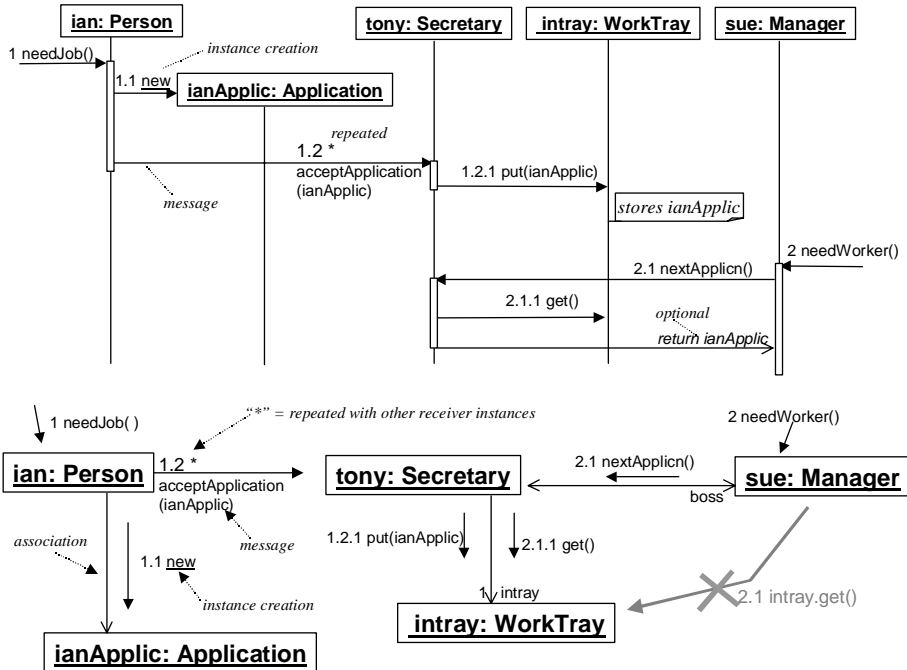 ian: Person
tony: Secretary
intray: WorkTray
sue: Manager
1 needJob()
instance creation
1.1 new
ianApplic: Application
repeated
1.2 *
acceptApplication
(ianApplic)
message
1.2.1 put(ianApplic)
stores ianApplic
2 needWorker()
2.1 nextApplicn()
2.1.1 get()
optional
return ianApplic
1 needJob( )
“*” = repeated with other receiver instances
2 needWorker()
ian: Person
1.2 *
acceptApplication
(ianApplic)
tony: Secretary
2.1 nextApplicn()
boss
sue: Manager
association
message
1.2.1 put(ianApplic)
2.1.1 get()
1.1 new
instance creation
1 intray
2.1 intray.get()
intray: WorkTray
ianApplic: Application